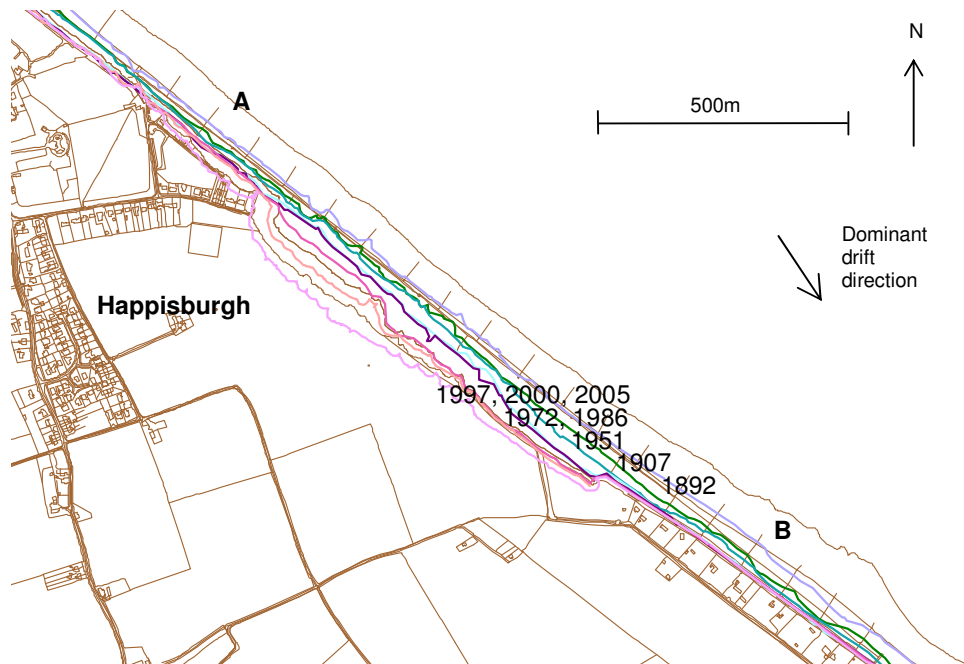 N
A
500m
Dominant
drift
direction
Happisburgh
1997, 2000, 2005
1972, 1986
1951
1907
1892
B